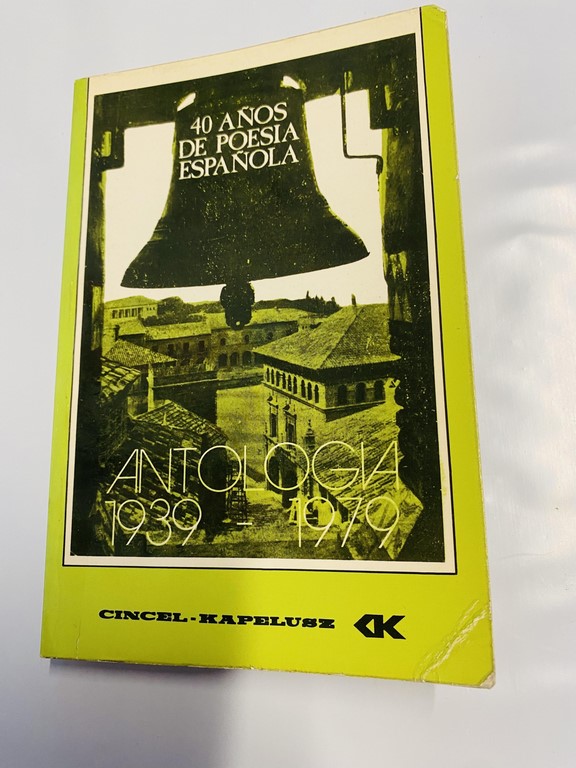 40 AÑOS
DE POESIA
ESPAÑOLA
ANTOLOGIA
1939 - 1979
CINCEL-KAPELUSZ CK